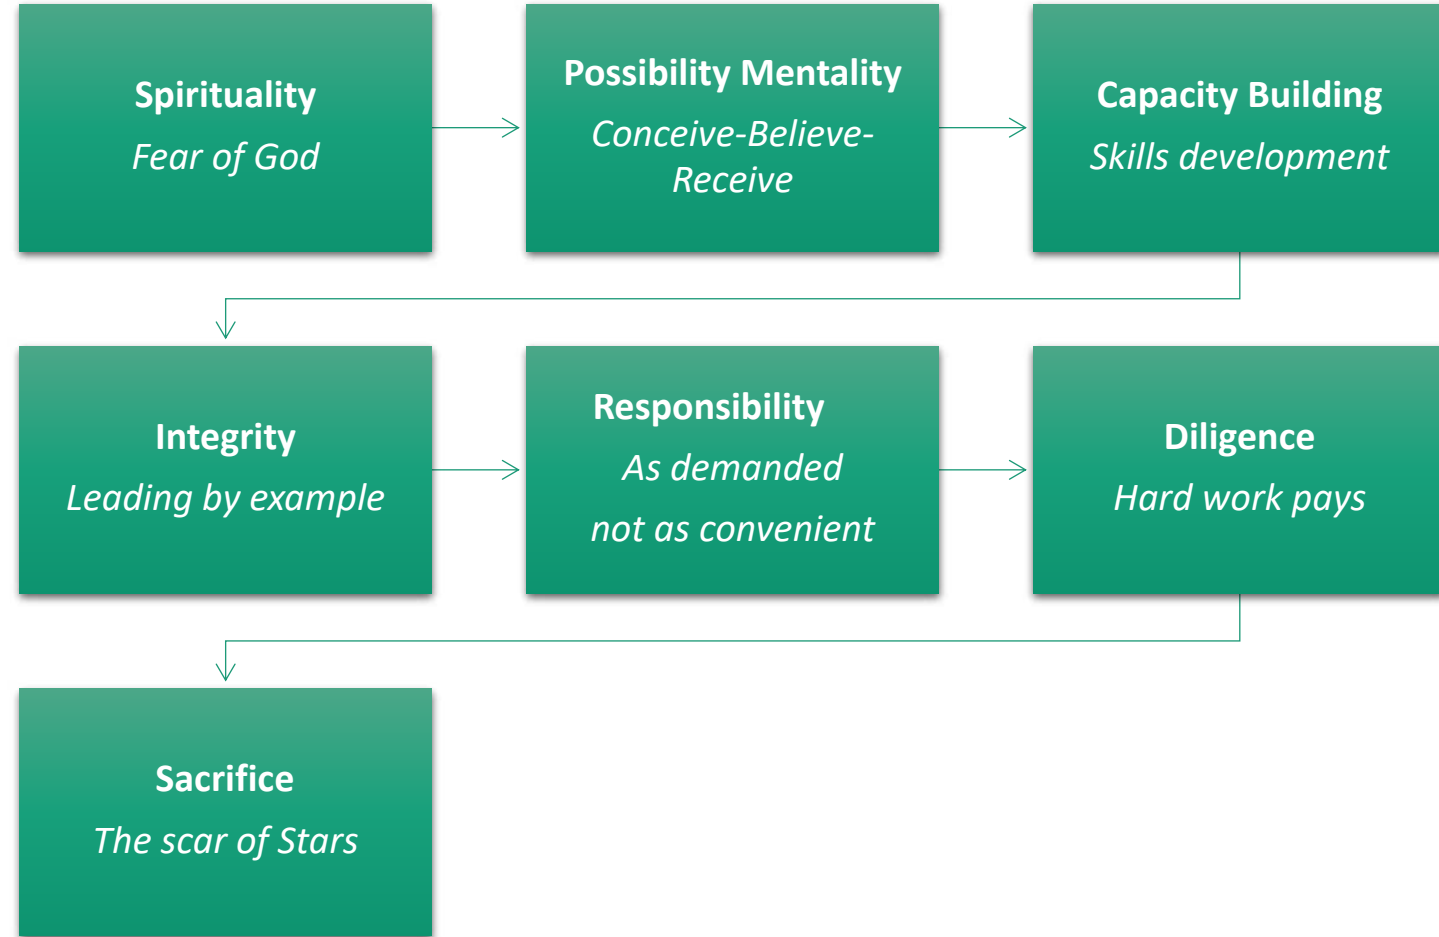 Spirituality
Fear of God
Possibility Mentality
Conceive-Believe-
Receive
Capacity Building
Skills development
Integrity
Leading by example
Responsibility
As demanded
not as convenient
Diligence
Hard work pays
Sacrifice
The scar of Stars